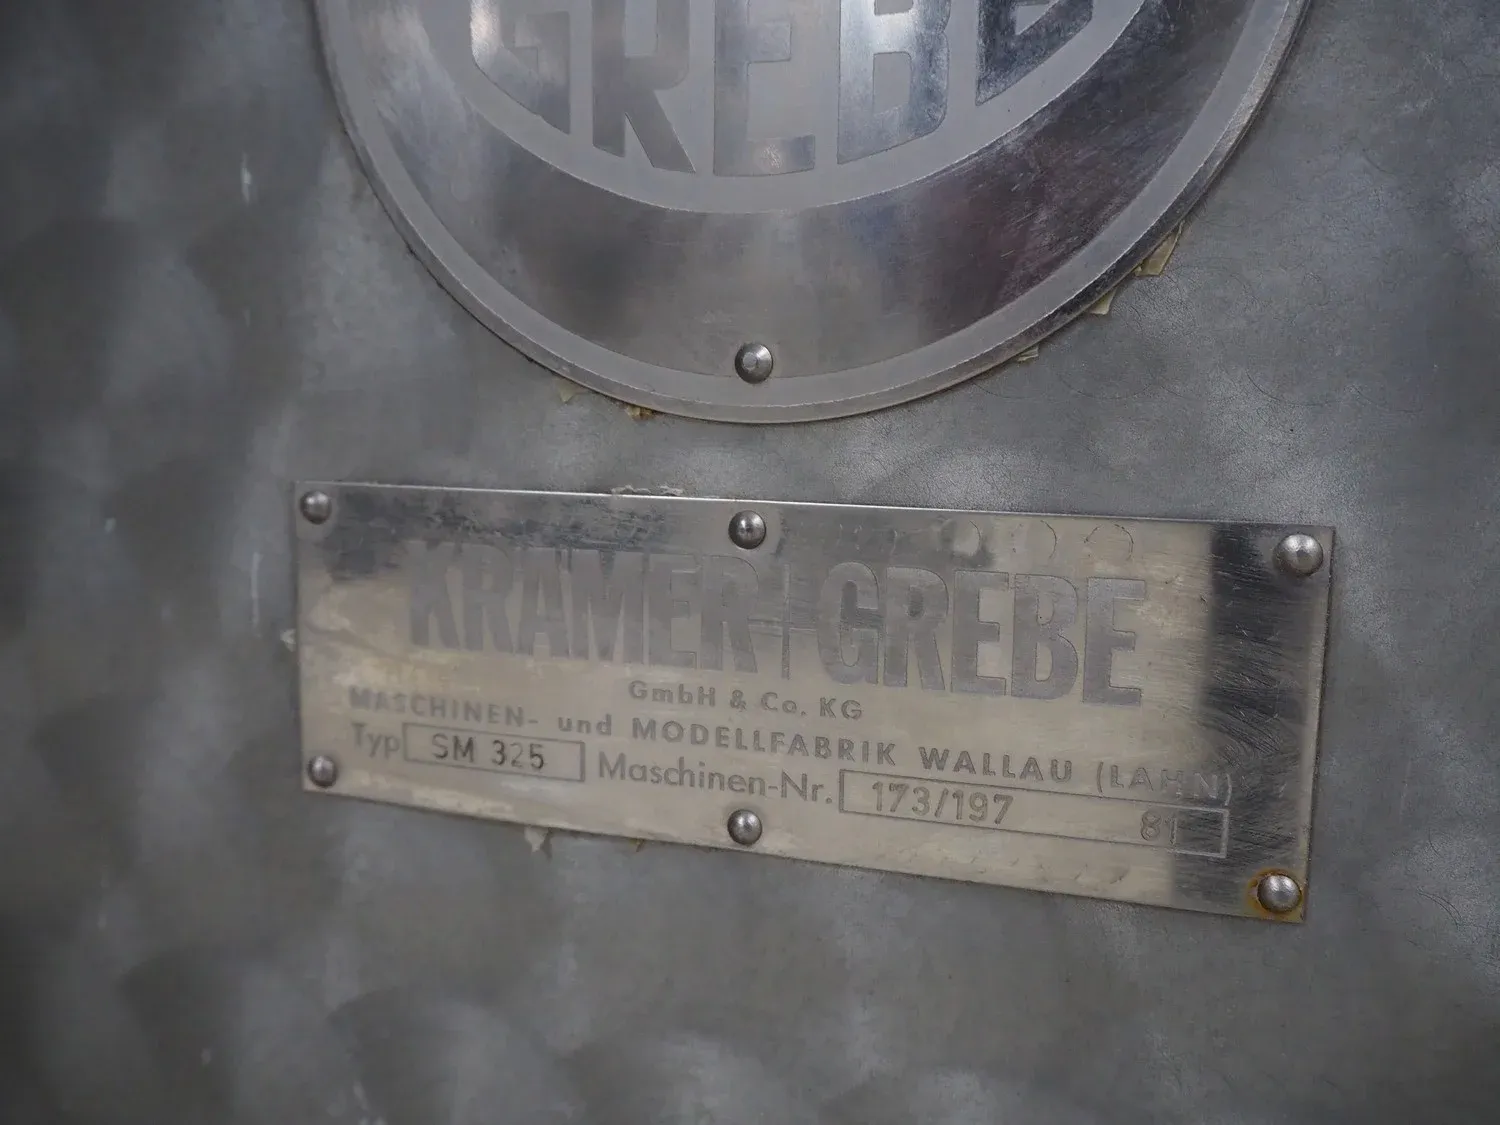 GREBE
KRAMER GREBE
GmbH & Co. KG
MASCHINEN- und MODELLFABRIK WALLAU (LAHN)
Typ SM 325 Maschinen-Nr. 173/197 81